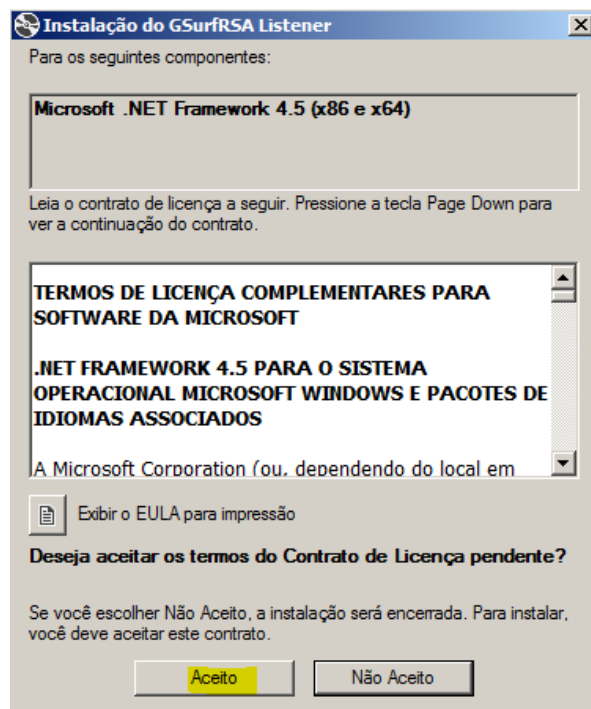 Instalação do GSurfRSA Listener
Para os seguintes componentes:
Microsoft .NET Framework 4.5 (x86 e x64)
Leia o contrato de licença a seguir. Pressione a tecla Page Down para
ver a continuação do contrato.
TERMOS DE LICENÇA COMPLEMENTARES PARA
SOFTWARE DA MICROSOFT
.NET FRAMEWORK 4.5 PARA O SISTEMA
OPERACIONAL MICROSOFT WINDOWS E PACOTES DE
IDIOMAS ASSOCIADOS
A Microsoft Corporation (ou, dependendo do local em
Exibir o EULA para impressão
Deseja aceitar os termos do Contrato de Licença pendente?
Se você escolher Não Aceito, a instalação será encerrada. Para instalar,
você deve aceitar este contrato.
Aceito
Não Aceito